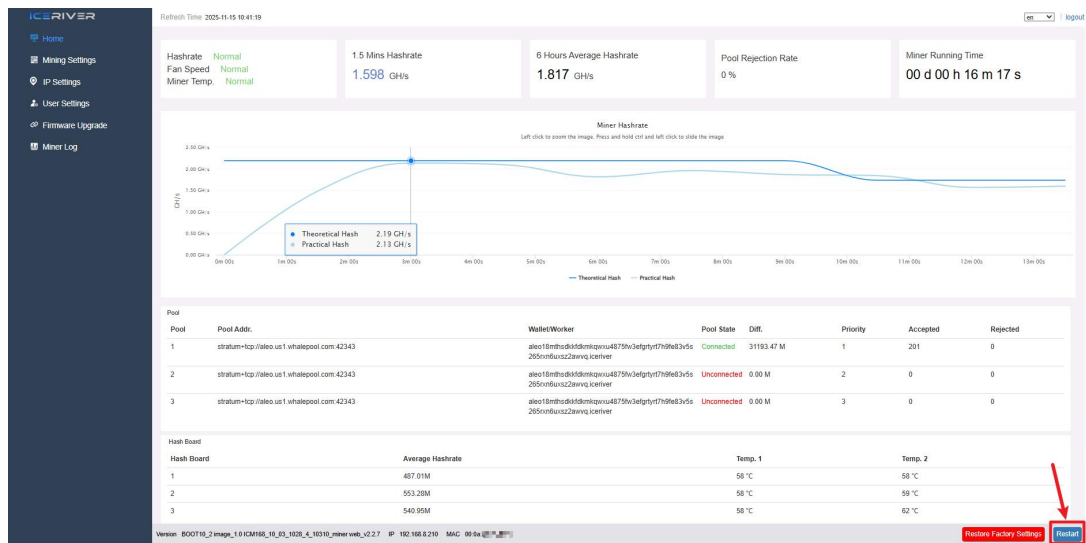 ICERIVER
Refresh Time 2025-11-15 10:41:19
en
logout
Home
Mining Settings
IP Settings
User Settings
Firmware Upgrade
Miner Log
Hashrate Normal
Fan Speed Normal
Miner Temp. Normal
1.5 Mins Hashrate
1.598 GH/s
6 Hours Average Hashrate
1.817 GH/s
Pool Rejection Rate
0 %
Miner Running Time
00 d 00 h 16 m 17 s
Miner Hashrate
Left click to zoom the image. Press and hold ctrl and left click to slide the image
GH/s
2.50 GH/s
2.00 GH/s
1.50 GH/s
1.00 GH/s
0.50 GH/s
0.00 GH/s
Theoretical Hash 2.19 GH/s
Practical Hash 2.13 GH/s
0m 00s 1m 00s 2m 00s 3m 00s 4m 00s 5m 00s 6m 00s 7m 00s 8m 00s 9m 00s 10m 00s 11m 00s 12m 00s 13m 00s
Theoretical Hash Practical Hash
Pool
Pool Pool Addr. Wallet/Worker Pool State Diff. Priority Accepted Rejected
1 stratum+tcp://aleo.us1.whalepool.com:42343 Connected 31193.47 M 1 201 0
2 stratum+tcp://aleo.us1.whalepool.com:42343 Unconnected 0.00 M 2 0 0
3 stratum+tcp://aleo.us1.whalepool.com:42343 Unconnected 0.00 M 3 0 0
Hash Board
Hash Board Average Hashrate Temp. 1 Temp. 2
1 487.01M 58 °C 58 °C
2 553.28M 58 °C 59 °C
3 540.95M 58 °C 62 °C
Version BOOT10_2 image_1.0 ICM168_10_03_1028_4_10310_miner web_v2.2.7 IP 192.168.8.210 MAC 00:0a:
Restore Factory Settings
Restart